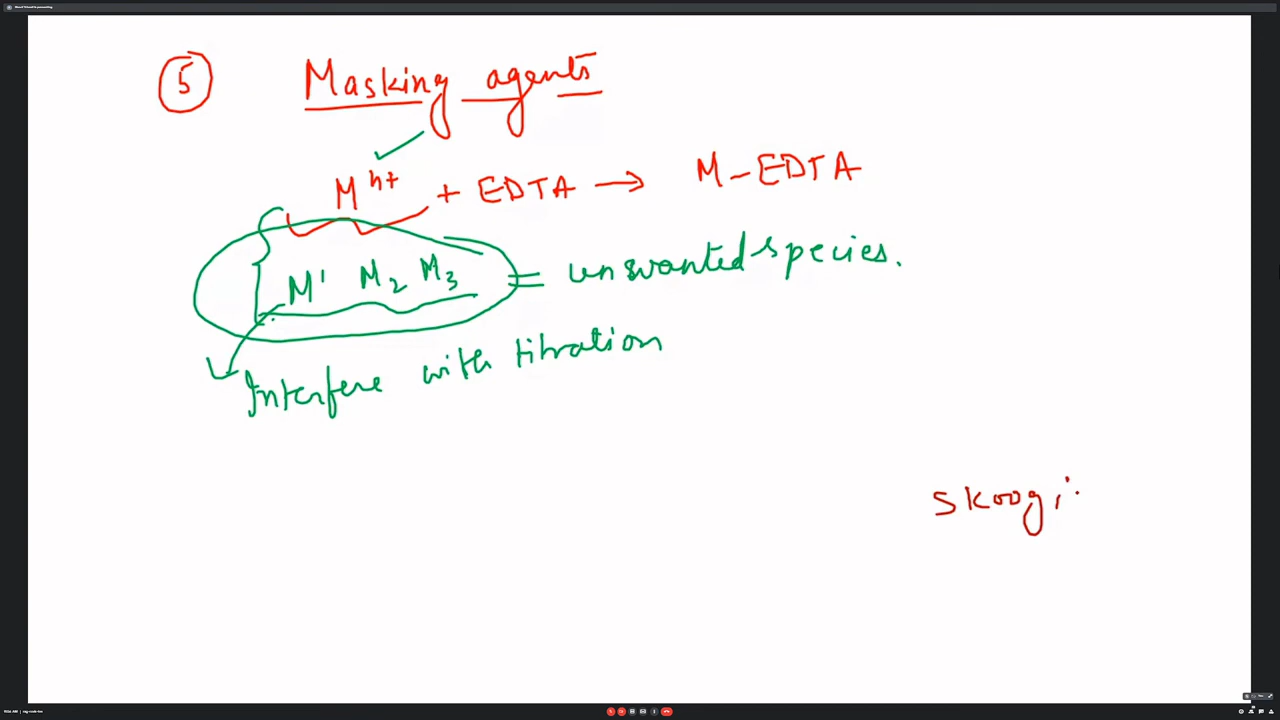 5 Masking agents
M^n+ + EDTA → M-EDTA
M' M2 M3 = unwanted species.
Interfere with titration
Skoog,